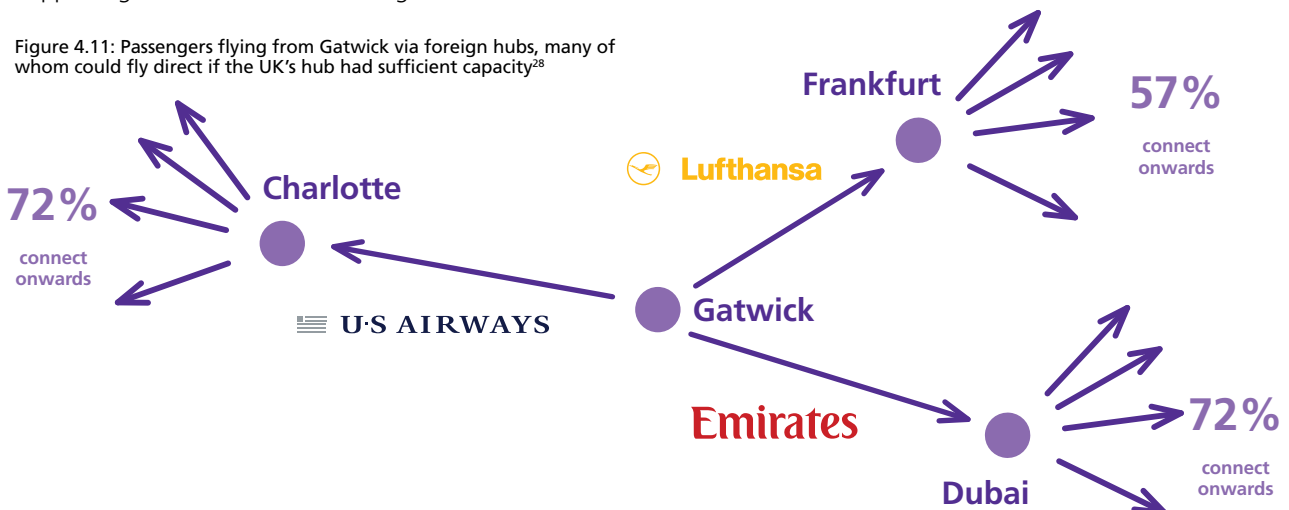 Figure 4.11: Passengers flying from Gatwick via foreign hubs, many of
whom could fly direct if the UK's hub had sufficient capacity28
Frankfurt
57%
connect
onwards
Lufthansa
Charlotte
72%
connect
onwards
Gatwick
U·S AIRWAYS
Emirates
72%
connect
onwards
Dubai